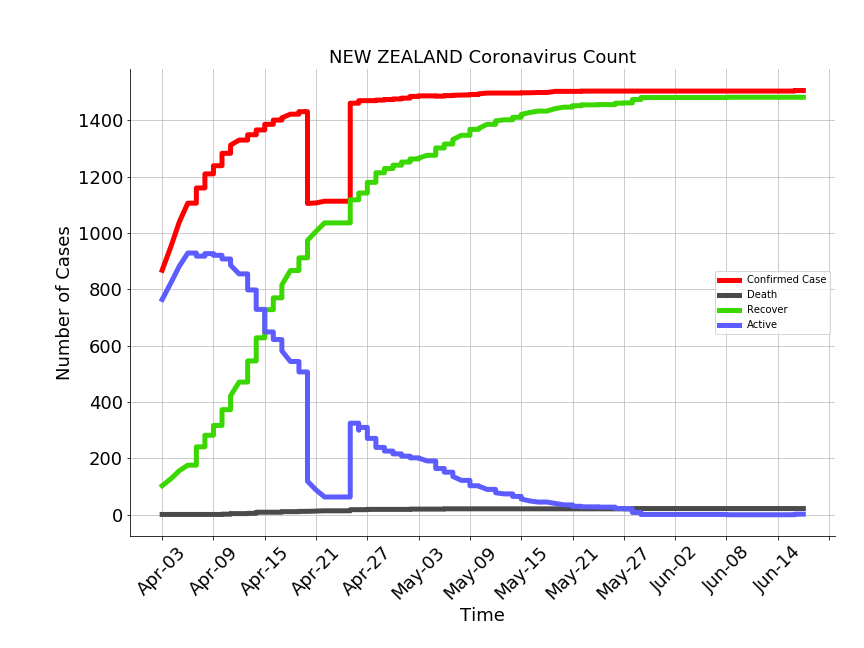 NEW ZEALAND Coronavirus Count
Number of Cases
1400
1200
1000
800
600
400
200
0
Confirmed Case
Death
Recover
Active
Apr-03
Apr-09
Apr-15
Apr-21
Apr-27
May-03
May-09
May-15
May-21
May-27
Jun-02
Jun-08
Jun-14
Time